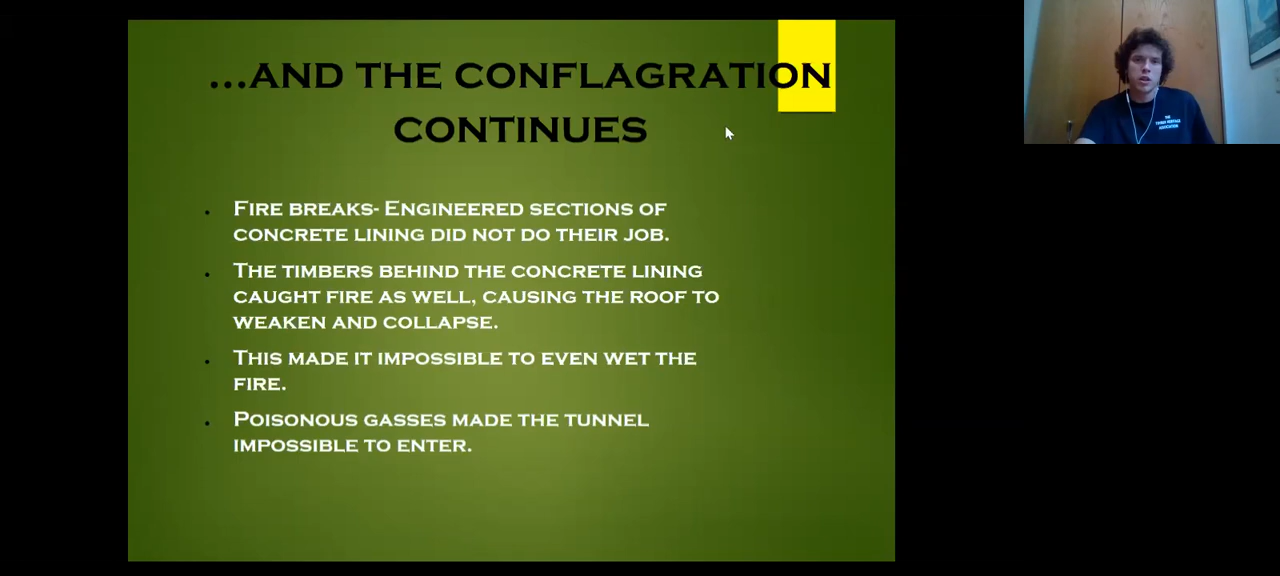 ...AND THE CONFLAGRATION
CONTINUES
FIRE BREAKS- ENGINEERED SECTIONS OF
CONCRETE LINING DID NOT DO THEIR JOB.
THE TIMBERS BEHIND THE CONCRETE LINING
CAUGHT FIRE AS WELL, CAUSING THE ROOF TO
WEAKEN AND COLLAPSE.
THIS MADE IT IMPOSSIBLE TO EVEN WET THE
FIRE.
POISONOUS GASSES MADE THE TUNNEL
IMPOSSIBLE TO ENTER.
THE
ASSOCIATION